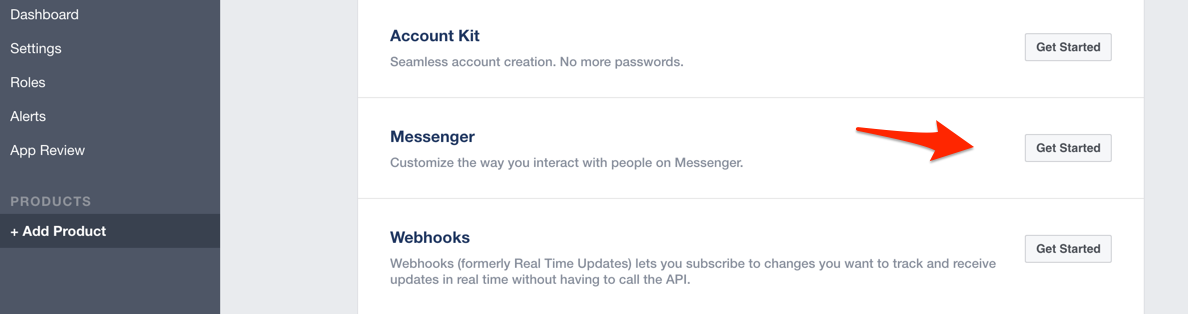 Dashboard
Settings
Roles
Alerts
App Review
PRODUCTS
+ Add Product
Account Kit
Seamless account creation. No more passwords.
Get Started
Messenger
Customize the way you interact with people on Messenger.
Get Started
Webhooks
Webhooks (formerly Real Time Updates) lets you subscribe to changes you want to track and receive
updates in real time without having to call the API.
Get Started